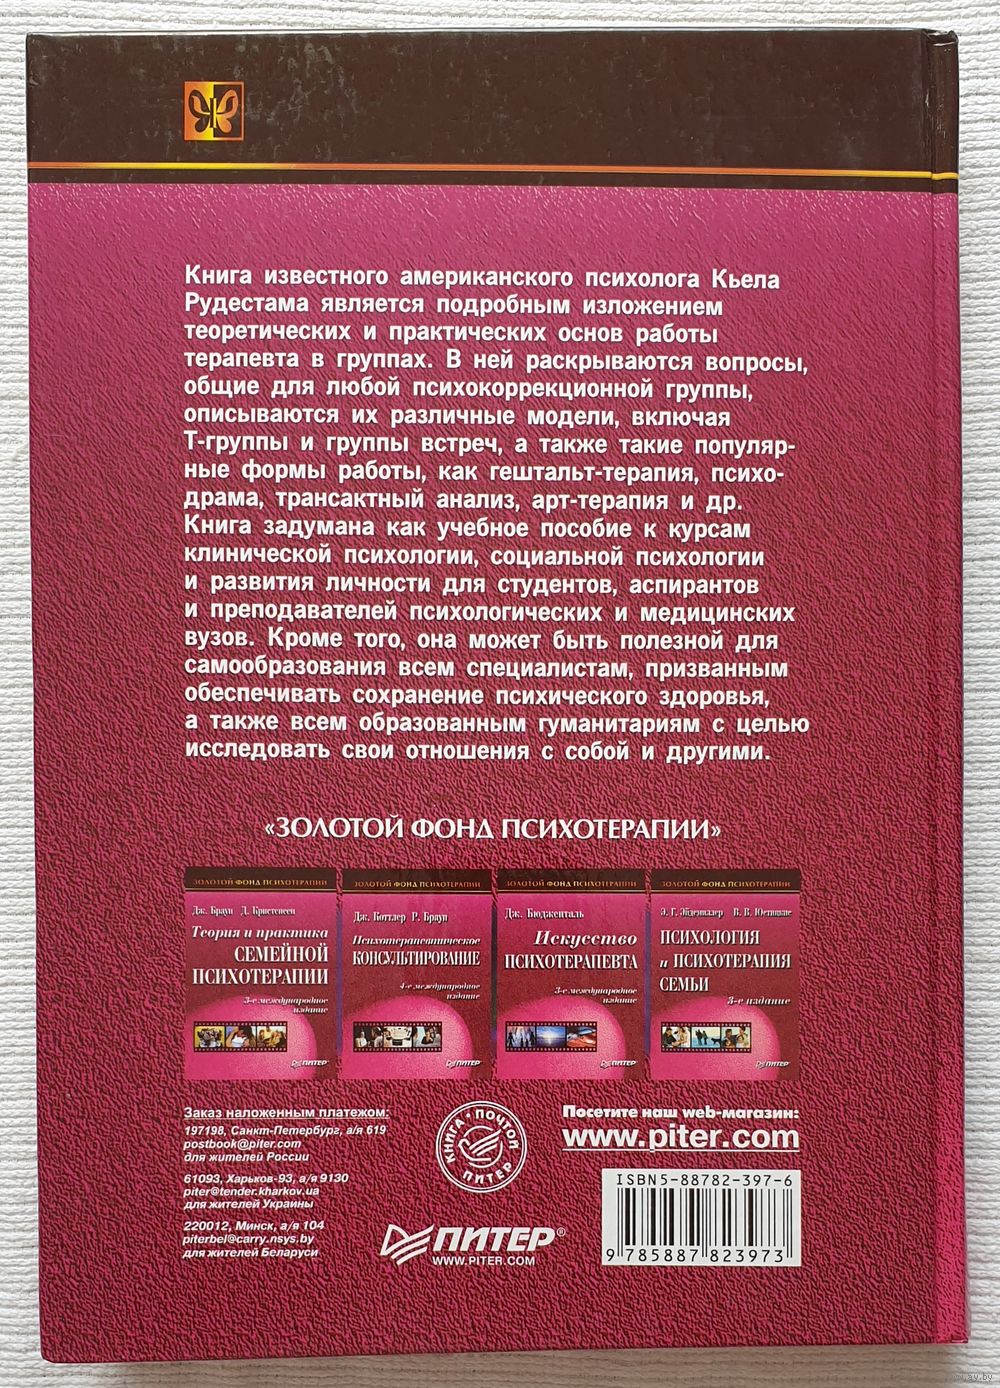 Книга известного американского психолога Кьела
Рудестама является подробным изложением
теоретических и практических основ работы
терапевта в группах. В ней раскрываются вопросы,
общие для любой психокоррекционной группы,
описываются их различные модели, включая
Т-группы и группы встреч, а также такие популяр-
ные формы работы, как гештальт-терапия, психо-
драма, трансактный анализ, арт-терапия и др.
Книга задумана как учебное пособие к курсам
клинической психологии, социальной психологии
и развития личности для студентов, аспирантов
и преподавателей психологических и медицинских
вузов. Кроме того, она может быть полезной для
самообразования всем специалистам, призванным
обеспечивать сохранение психического здоровья,
а также всем образованным гуманитариям с целью
исследовать свои отношения с собой и другими.
«ЗОЛОТОЙ ФОНД ПСИХОТЕРАПИИ»
ЗОЛОТОЙ ФОНД ПСИХОТЕРАПИИ
Дж. Браун Д. Кристенсен
Теория и практика
СЕМЕЙНОЙ
ПСИХОТЕРАПИИ
3-е международное
издание
ПИТЕР
ЗОЛОТОЙ ФОНД ПСИХОТЕРАПИИ
Дж. Коттлер Р. Браун
Психотерапевтическое
КОНСУЛЬТИРОВАНИЕ
4-е международное
издание
ПИТЕР
ЗОЛОТОЙ ФОНД ПСИХОТЕРАПИИ
Дж. Бюдженталь
Искусство
ПСИХОТЕРАПЕВТА
3-е международное
издание
ПИТЕР
ЗОЛОТОЙ ФОНД ПСИХОТЕРАПИИ
Э. Г. Эйдемиллер В. В. Юстицкис
ПСИХОЛОГИЯ
и ПСИХОТЕРАПИЯ
СЕМЬИ
3-е издание
ПИТЕР
Заказ наложенным платежом:
197198, Санкт-Петербург, а/я 619
postbook@piter.com
для жителей России
61093, Харьков-93, а/я 9130
piter@tender.kharkov.ua
для жителей Украины
220012, Минск, а/я 104
piterbel@carry.nsys.by
для жителей Беларуси
КНИГА · ПОЧТОЙ
ПИТЕР
ПИТЕР®
WWW.PITER.COM
Посетите наш web-магазин:
www.piter.com
ISBN5-88782-397-6
9 785887 823973